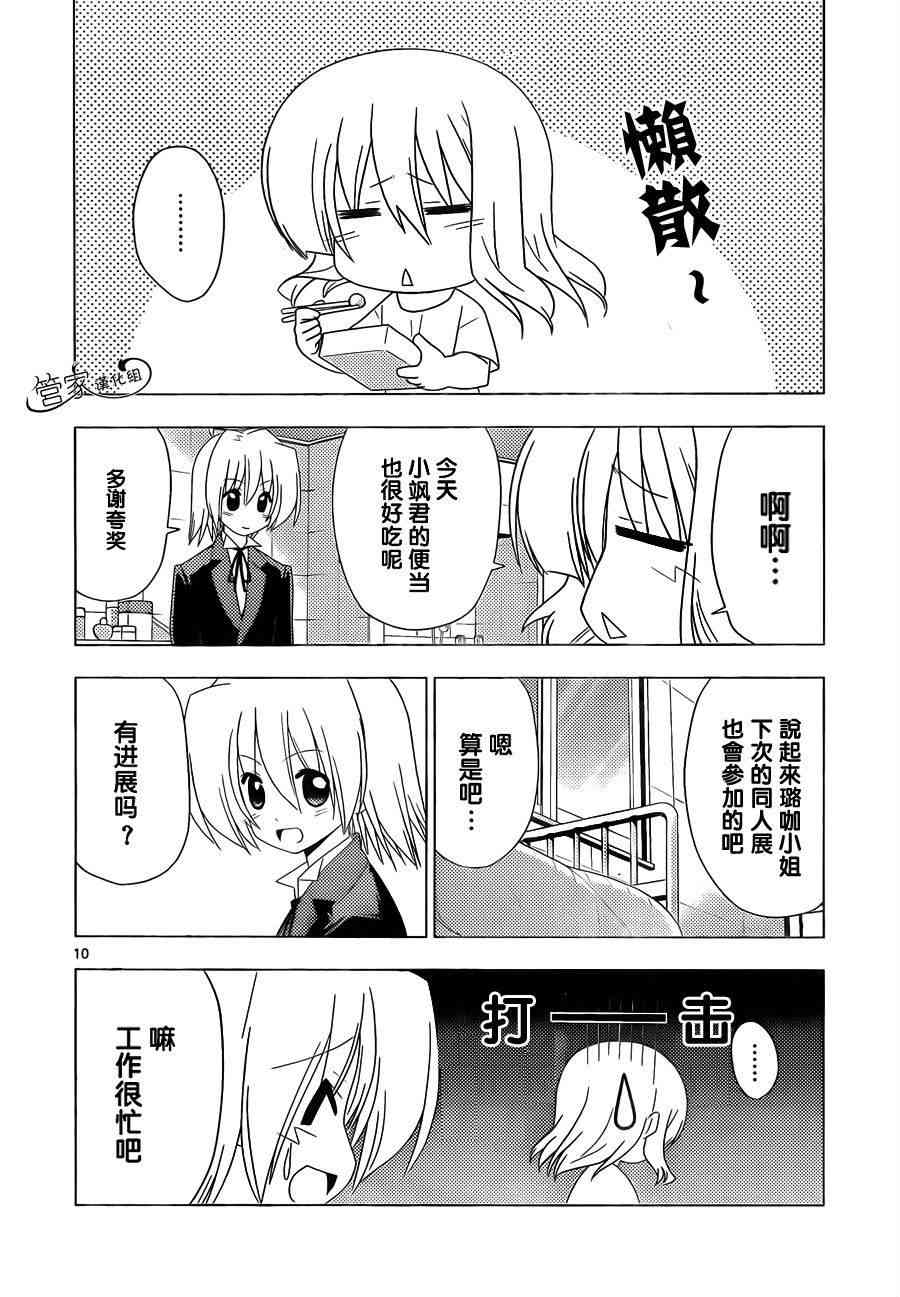 懶散~
……
管家漢化组
啊啊…
今天
小飒君的便当
也很好吃呢
多谢夸奖
說起來璐咖小姐
下次的同人展
也會參加的吧
嗯
算是吧…
有进展吗？
10
……
打——击
嘛
工作很忙吧